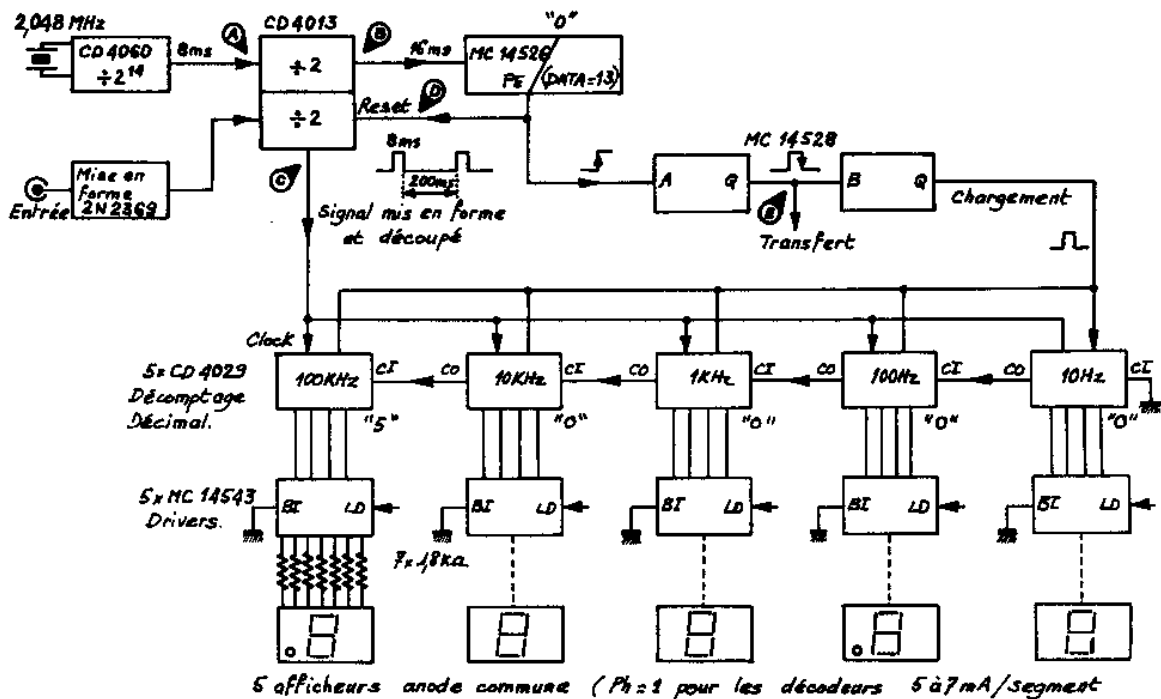 2,048 MHz
CD 4060
÷2¹⁴
8ms
A
CD 4013
÷2
÷2
B
16ms
"0"
MC 14526
PE (DATA=13)
Reset
D
Mise en
forme
2N2369
Entrée
C
8ms
200ms
Signal mis en forme
et découpé
MC 14528
A Q
E
Transfert
B Q
Chargement
Clock
5x CD 4029
Décomptage
Décimal.
100KHz CI CO 10KHz CI CO 1KHz CI CO 100Hz CI CO 10Hz CI
"5" "0" "0" "0" "0"
5x MC 14543
Drivers.
BI LD BI LD BI LD BI LD BI LD
7x 1,8KΩ
5 afficheurs anode commune (Ph=1 pour les décodeurs 5 à 7mA/segment